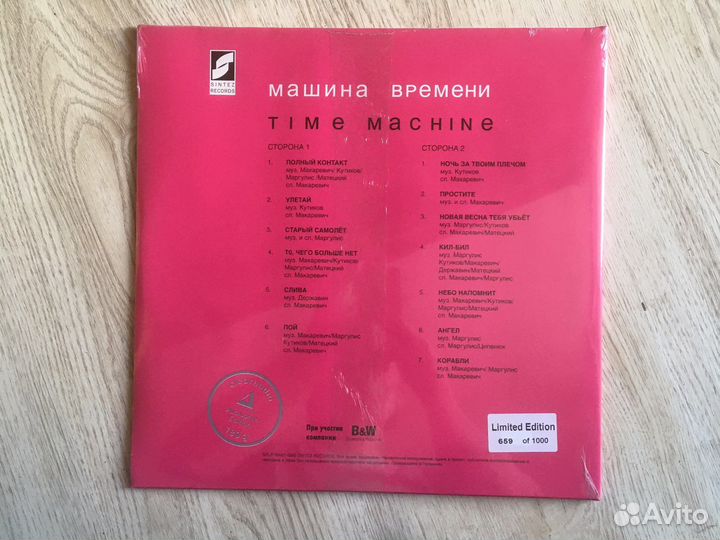 SINTEZ
RECORDS
машина времени
Time machine
СТОРОНА 1
1. ПОЛНЫЙ КОНТАКТ
муз. Макаревич/Кутиков/
Маргулис/Матецкий
сл. Макаревич
2. УЛЕТАЙ
муз. Кутиков
сл. Макаревич
3. СТАРЫЙ САМОЛЁТ
муз. и сл. Маргулис
4. ТО, ЧЕГО БОЛЬШЕ НЕТ
муз. Макаревич/Кутиков/
Маргулис/Матецкий
сл. Макаревич
5. СЛИВА
муз. Державин
сл. Макаревич
6. ПОЙ
муз. Макаревич/Маргулис
Кутиков/Матецкий
сл. Макаревич
СТОРОНА 2
1. НОЧЬ ЗА ТВОИМ ПЛЕЧОМ
муз. Кутиков
сл. Макаревич
2. ПРОСТИТЕ
муз. и сл. Макаревич
3. НОВАЯ ВЕСНА ТЕБЯ УБЬЁТ
муз. Маргулис/Кутиков
сл. Макаревич/Матецкий
4. КИЛ-БИЛ
муз. Маргулис
Кутиков/Макаревич/
Державин/Матецкий
сл. Макаревич/Маргулис
5. НЕБО НАПОМНИТ
муз. Макаревич/Кутиков/
Маргулис/Матецкий
сл. Макаревич
6. АНГЕЛ
муз. Маргулис
сл. Маргулис/Ципенюк
7. КОРАБЛИ
муз. Макаревич/Маргулис
сл. Макаревич
При участии
компании
B&W
Limited Edition
659 of 1000
Avito